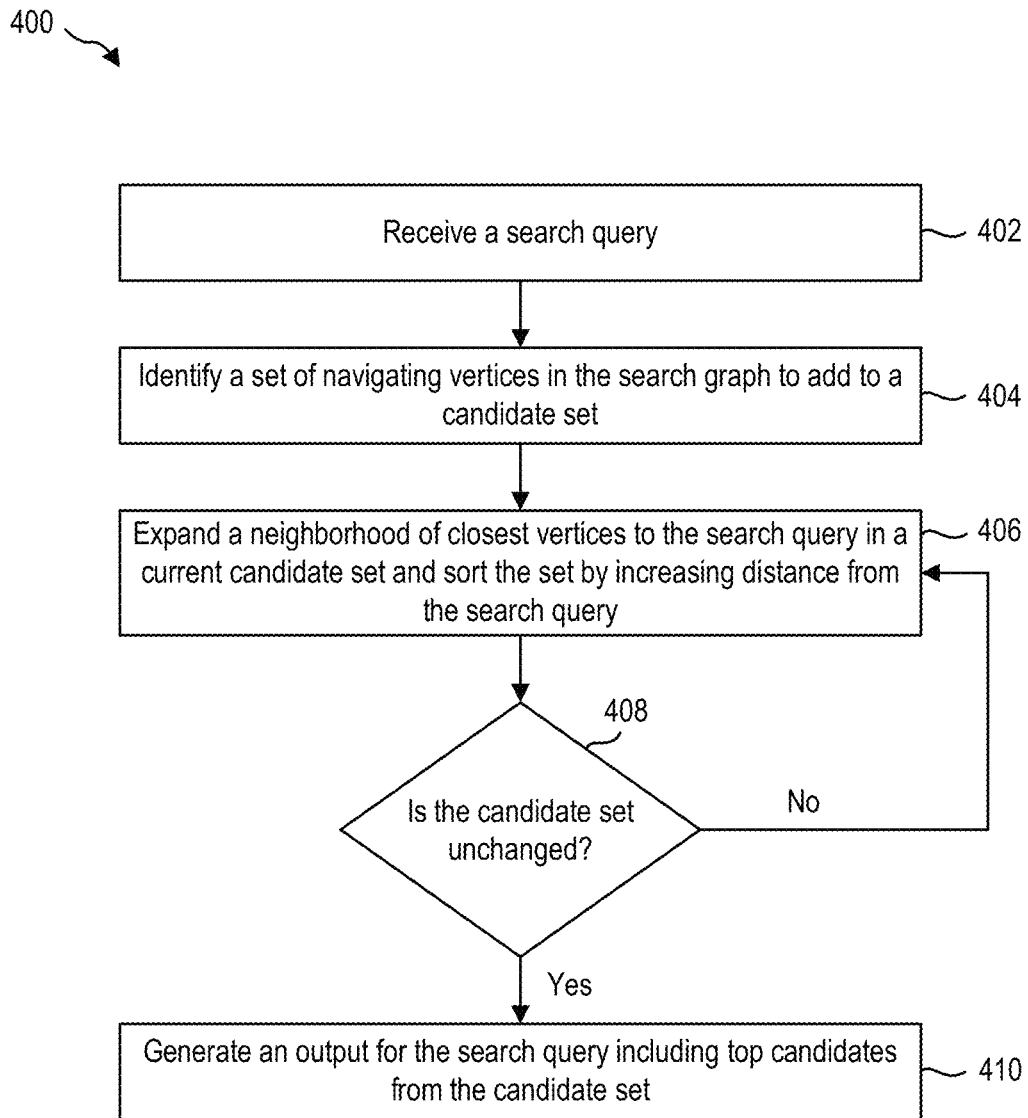 400
Receive a search query
402
Identify a set of navigating vertices in the search graph to add to a
candidate set
404
Expand a neighborhood of closest vertices to the search query in a
current candidate set and sort the set by increasing distance from
the search query
406
408
Is the candidate set
unchanged?
No
Yes
Generate an output for the search query including top candidates
from the candidate set
410